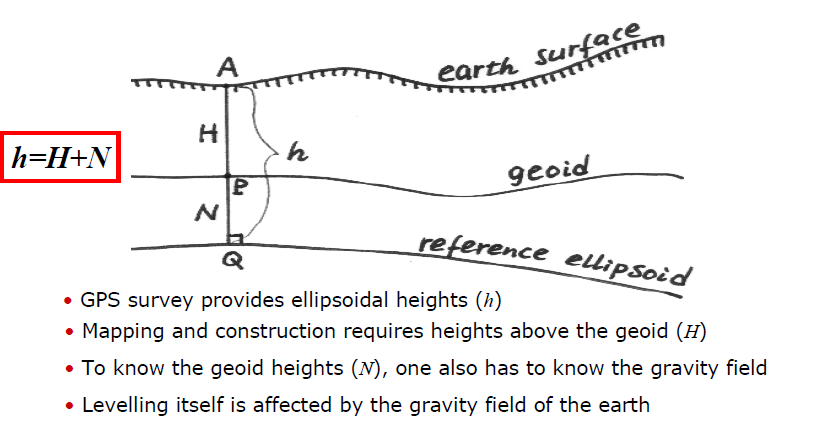 A
earth surface
H
h
h=H+N
geoid
P
N
reference ellipsoid
Q
• GPS survey provides ellipsoidal heights (h)
• Mapping and construction requires heights above the geoid (H)
• To know the geoid heights (N), one also has to know the gravity field
• Levelling itself is affected by the gravity field of the earth